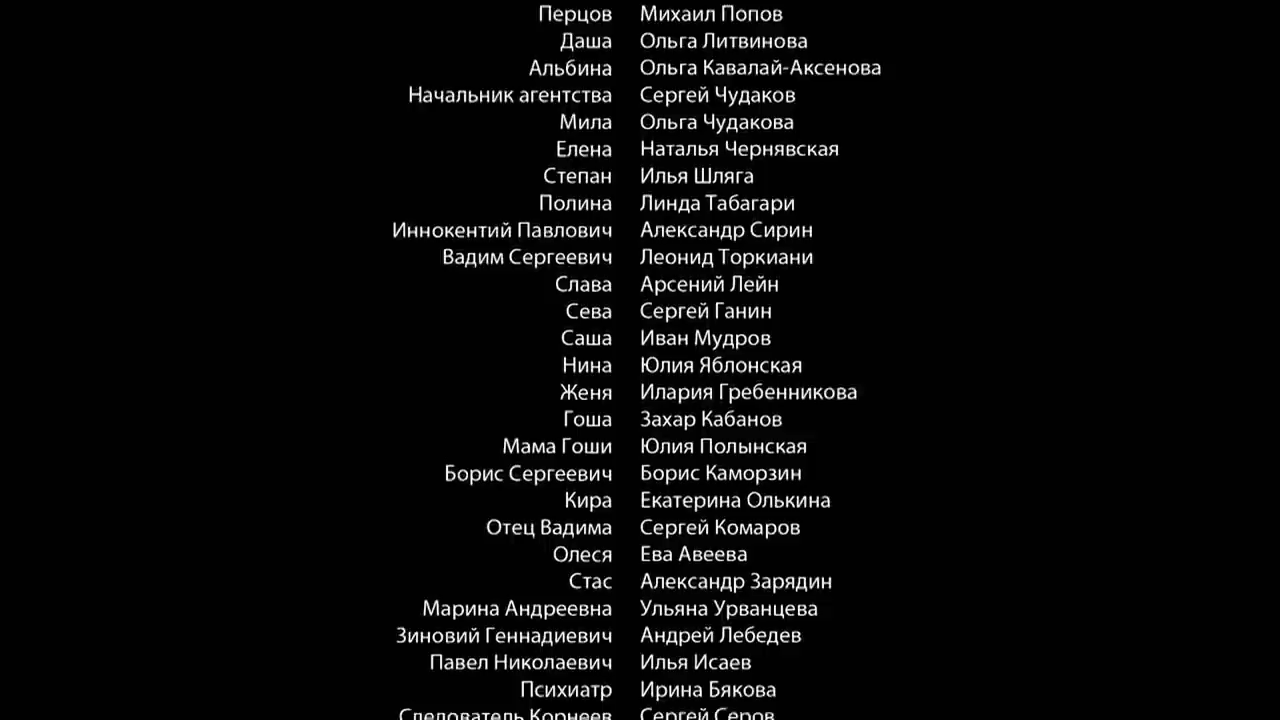 Перцов Михаил Попов
Даша Ольга Литвинова
Альбина Ольга Кавалай-Аксенова
Начальник агентства Сергей Чудаков
Мила Ольга Чудакова
Елена Наталья Чернявская
Степан Илья Шляга
Полина Линда Табагари
Иннокентий Павлович Александр Сирин
Вадим Сергеевич Леонид Торкиани
Слава Арсений Лейн
Сева Сергей Ганин
Саша Иван Мудров
Нина Юлия Яблонская
Женя Илария Гребенникова
Гоша Захар Кабанов
Мама Гоши Юлия Полынская
Борис Сергеевич Борис Каморзин
Кира Екатерина Олькина
Отец Вадима Сергей Комаров
Олеся Ева Авеева
Стас Александр Зарядин
Марина Андреевна Ульяна Урванцева
Зиновий Геннадиевич Андрей Лебедев
Павел Николаевич Илья Исаев
Психиатр Ирина Бякова
Следователь Корнеев Сергей Серов